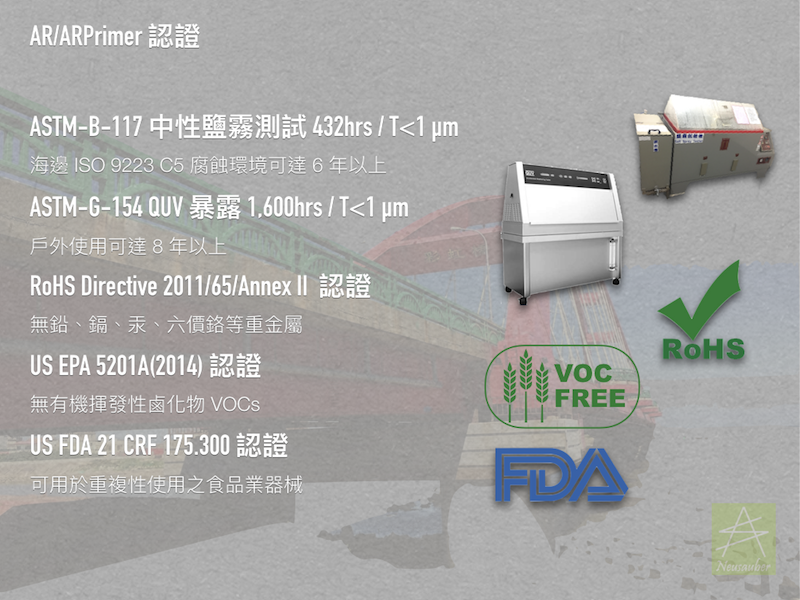 AR/ARPrimer 認證
ASTM-B-117 中性鹽霧測試 432hrs / T<1 μm
海邊 ISO 9223 C5 腐蝕環境可達 6 年以上
ASTM-G-154 QUV 暴露 1,600hrs / T<1 μm
戶外使用可達 8 年以上
RoHS Directive 2011/65/Annex II 認證
無鉛、鎘、汞、六價鉻等重金屬
US EPA 5201A(2014) 認證
無有機揮發性鹵化物 VOCs
US FDA 21 CRF 175.300 認證
可用於重複性使用之食品業器械
RoHS
VOC
FREE
FDA